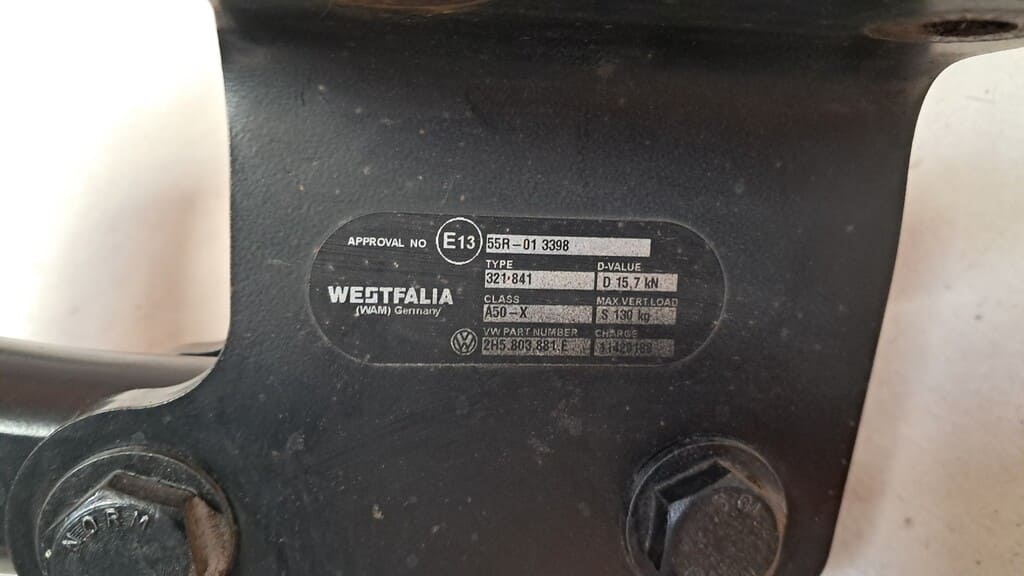 APPROVAL NO E13 55R-01 3398
TYPE D-VALUE
321-841 D 15,7 kN
WESTFALIA
(WAM) Germany
CLASS MAX.VERT.LOAD
A50-X S 130 kg
VW PART NUMBER CHARGE
2H5.803.881.E